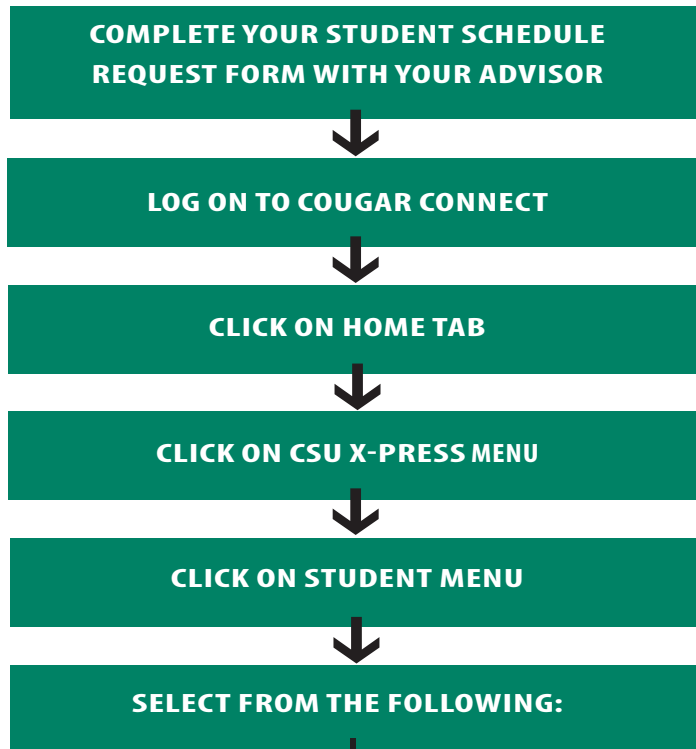 COMPLETE YOUR STUDENT SCHEDULE
REQUEST FORM WITH YOUR ADVISOR
LOG ON TO COUGAR CONNECT
CLICK ON HOME TAB
CLICK ON CSU X-PRESS MENU
CLICK ON STUDENT MENU
SELECT FROM THE FOLLOWING: